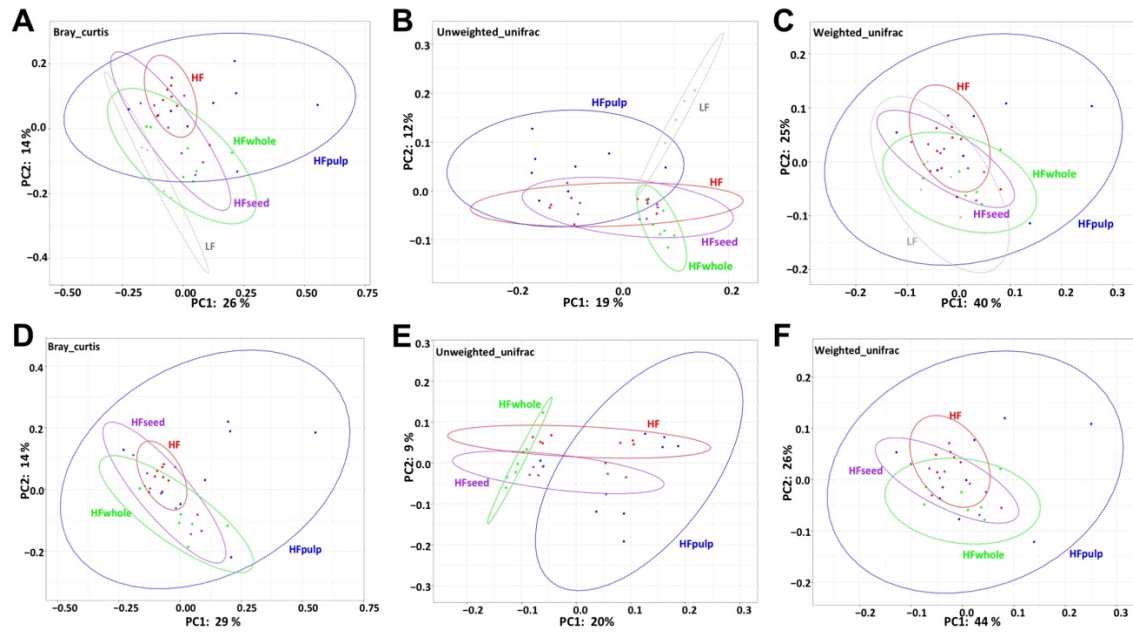 A
Bray_curtis
PC2: 14%
0.2
0.0
−0.2
−0.4
HF
HFwhole
HFpulp
HFseed
LF
−0.50
−0.25
0.00
0.25
0.50
0.75
PC1: 26 %
B
Unweighted_unifrac
PC2: 12%
0.3
0.2
0.1
0.0
−0.1
HFpulp
LF
HF
HFseed
HFwhole
−0.2
0.0
0.2
PC1: 19 %
C
Weighted_unifrac
PC2: 25%
0.2
0.1
0.0
−0.1
−0.2
HF
HFwhole
HFseed
HFpulp
LF
−0.2
−0.1
0.0
0.1
0.2
0.3
PC1: 40 %
D
Bray_curtis
PC2: 14 %
0.4
0.2
0.0
−0.2
HFseed
HF
HFwhole
HFpulp
−0.50
−0.25
0.00
0.25
0.50
0.75
PC1: 29 %
E
Unweighted_unifrac
PC2: 9 %
0.3
0.2
0.1
0.0
−0.1
−0.2
−0.3
HFwhole
HF
HFseed
HFpulp
−0.2
−0.1
0.0
0.1
0.2
0.3
PC1: 20%
F
Weighted_unifrac
PC2: 26%
0.2
0.1
0.0
−0.1
−0.2
HF
HFseed
HFwhole
HFpulp
−0.2
−0.1
0.0
0.1
0.2
0.3
PC1: 44 %